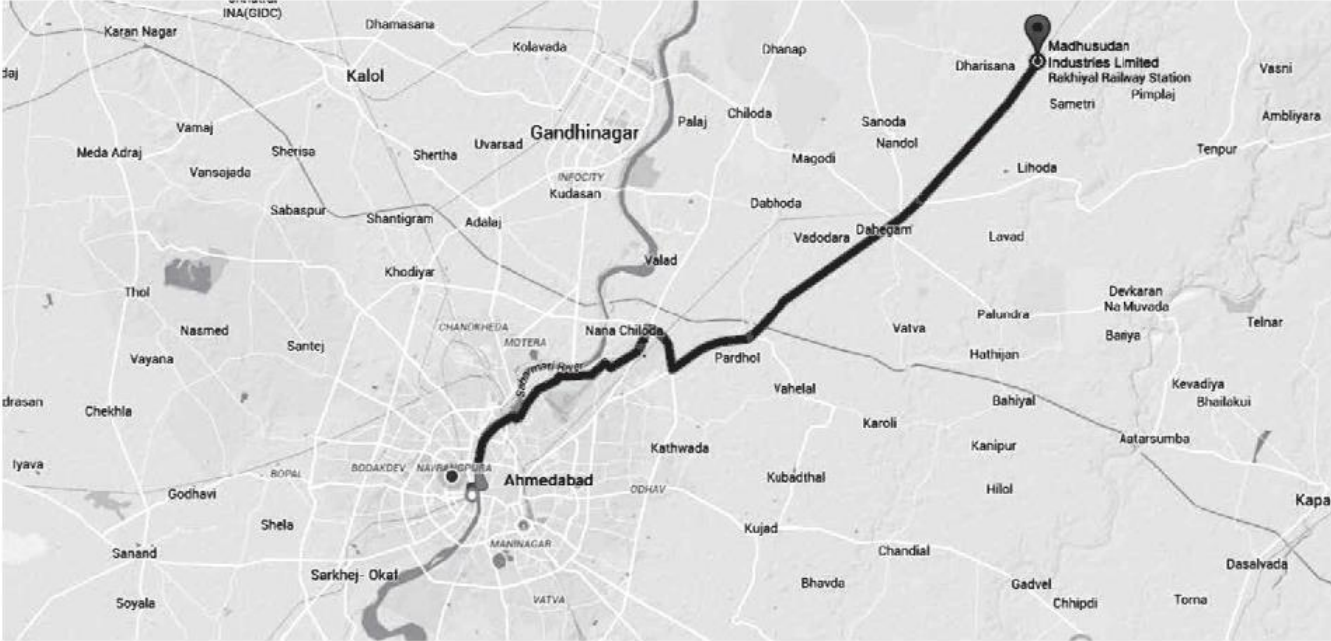 INA(GIDC)
Dhamasana
Karan Nagar
Kolavada
Dhanap
Madhusudan
Industries Limited
Rakhiyal Railway Station
Dharisana
Vasni
daj
Kalol
Pimplaj
Sametri
Ambliyara
Chiloda
Palaj
Sanoda
Vamaj
Gandhinagar
Nandol
Uvarsad
Meda Adraj
Sherisa
Shertha
Magodi
Tenpur
Vansajada
INFOCITY
Kudasan
Lihoda
Dabhoda
Sabaspur
Shantigram
Adalaj
Dahegam
Vadodara
Lavad
Valad
Khodiyar
Thol
Devkaran
Na Muvada
Palundra
Telnar
Nasmed
CHANDKHEDA
Nana Chiloda
Vatva
Bariya
MOTERA
Santej
Vayana
Pardhol
Hathijan
Sabarmati River
Vahelal
Kevadiya
Bhailakui
drasan
Chekhla
Bahiyal
Karoli
Aatarsumba
Kathwada
Kanipur
Iyava
BOPAL
BODAKDEV
NAVRANGPURA
Ahmedabad
Kubadthal
ODHAV
Hilol
Godhavi
Kapa
Shela
Kujad
MANINAGAR
Sanand
Chandial
Dasalvada
Sarkhej- Okaf
Bhavda
Gadvel
Soyala
VATVA
Chhipdi
Torna